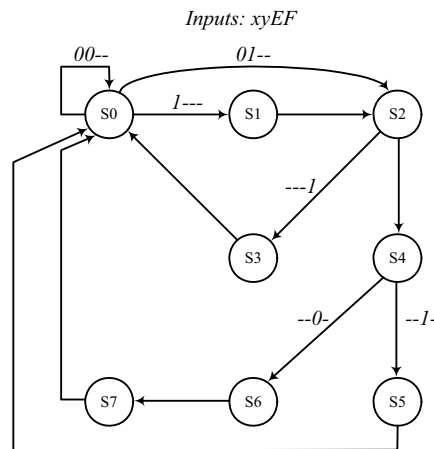 Inputs: xyEF
00--
01--
1---
S0
S1
S2
---1
S3
S4
--0-
--1-
S7
S6
S5